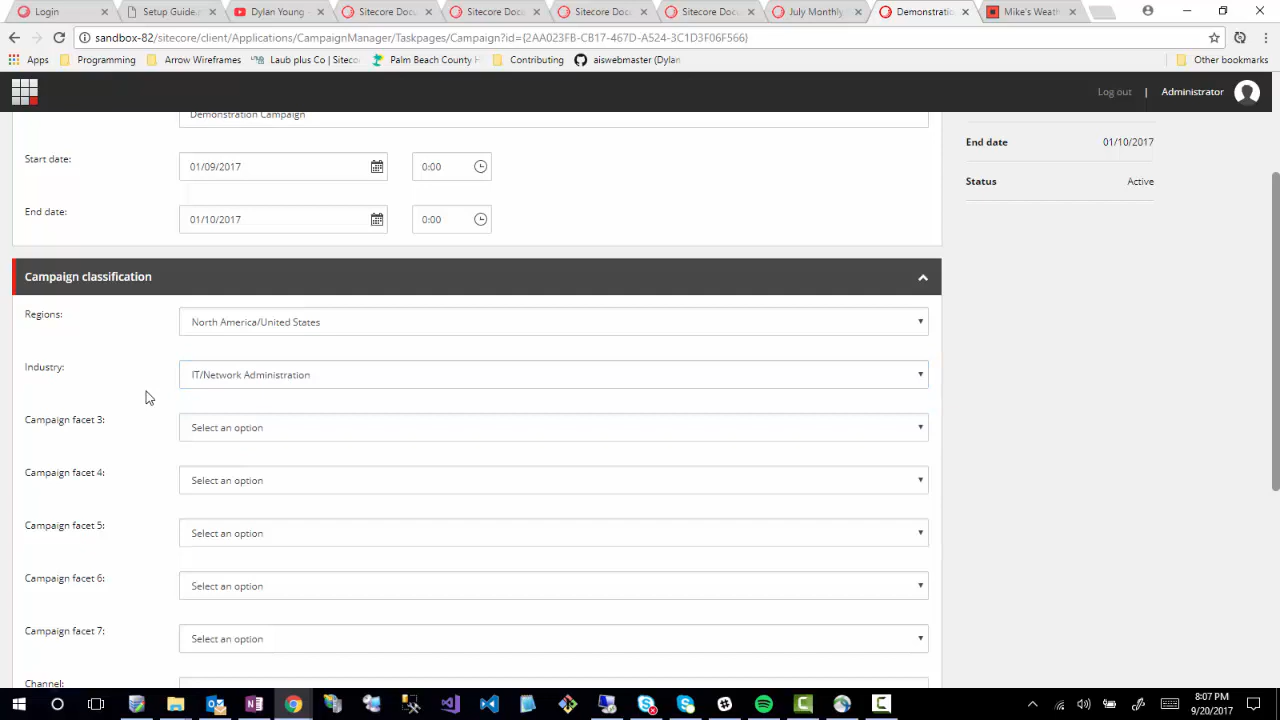 Login
Setup Guide.p
Dylan Young -
Sitecore Docu
Sitecore Docu
Sitecore Docu
Sitecore Docu
July Monthly
Demonstratio
Mike's Weath
sandbox-82/sitecore/client/Applications/CampaignManager/Taskpages/Campaign?id={2AA023FB-CB17-467D-A524-3C1D3F06F566}
Apps
Programming
Arrow Wireframes
Laub plus Co | Siteco
Palm Beach County H
Contributing
aiswebmaster (Dylan
Other bookmarks
Log out | Administrator
Demonstration Campaign
Start date:
01/09/2017
0:00
End date:
01/10/2017
0:00
End date
01/10/2017
Status
Active
Campaign classification
Regions:
North America/United States
Industry:
IT/Network Administration
Campaign facet 3:
Select an option
Campaign facet 4:
Select an option
Campaign facet 5:
Select an option
Campaign facet 6:
Select an option
Campaign facet 7:
Select an option
Channel:
8:07 PM
9/20/2017